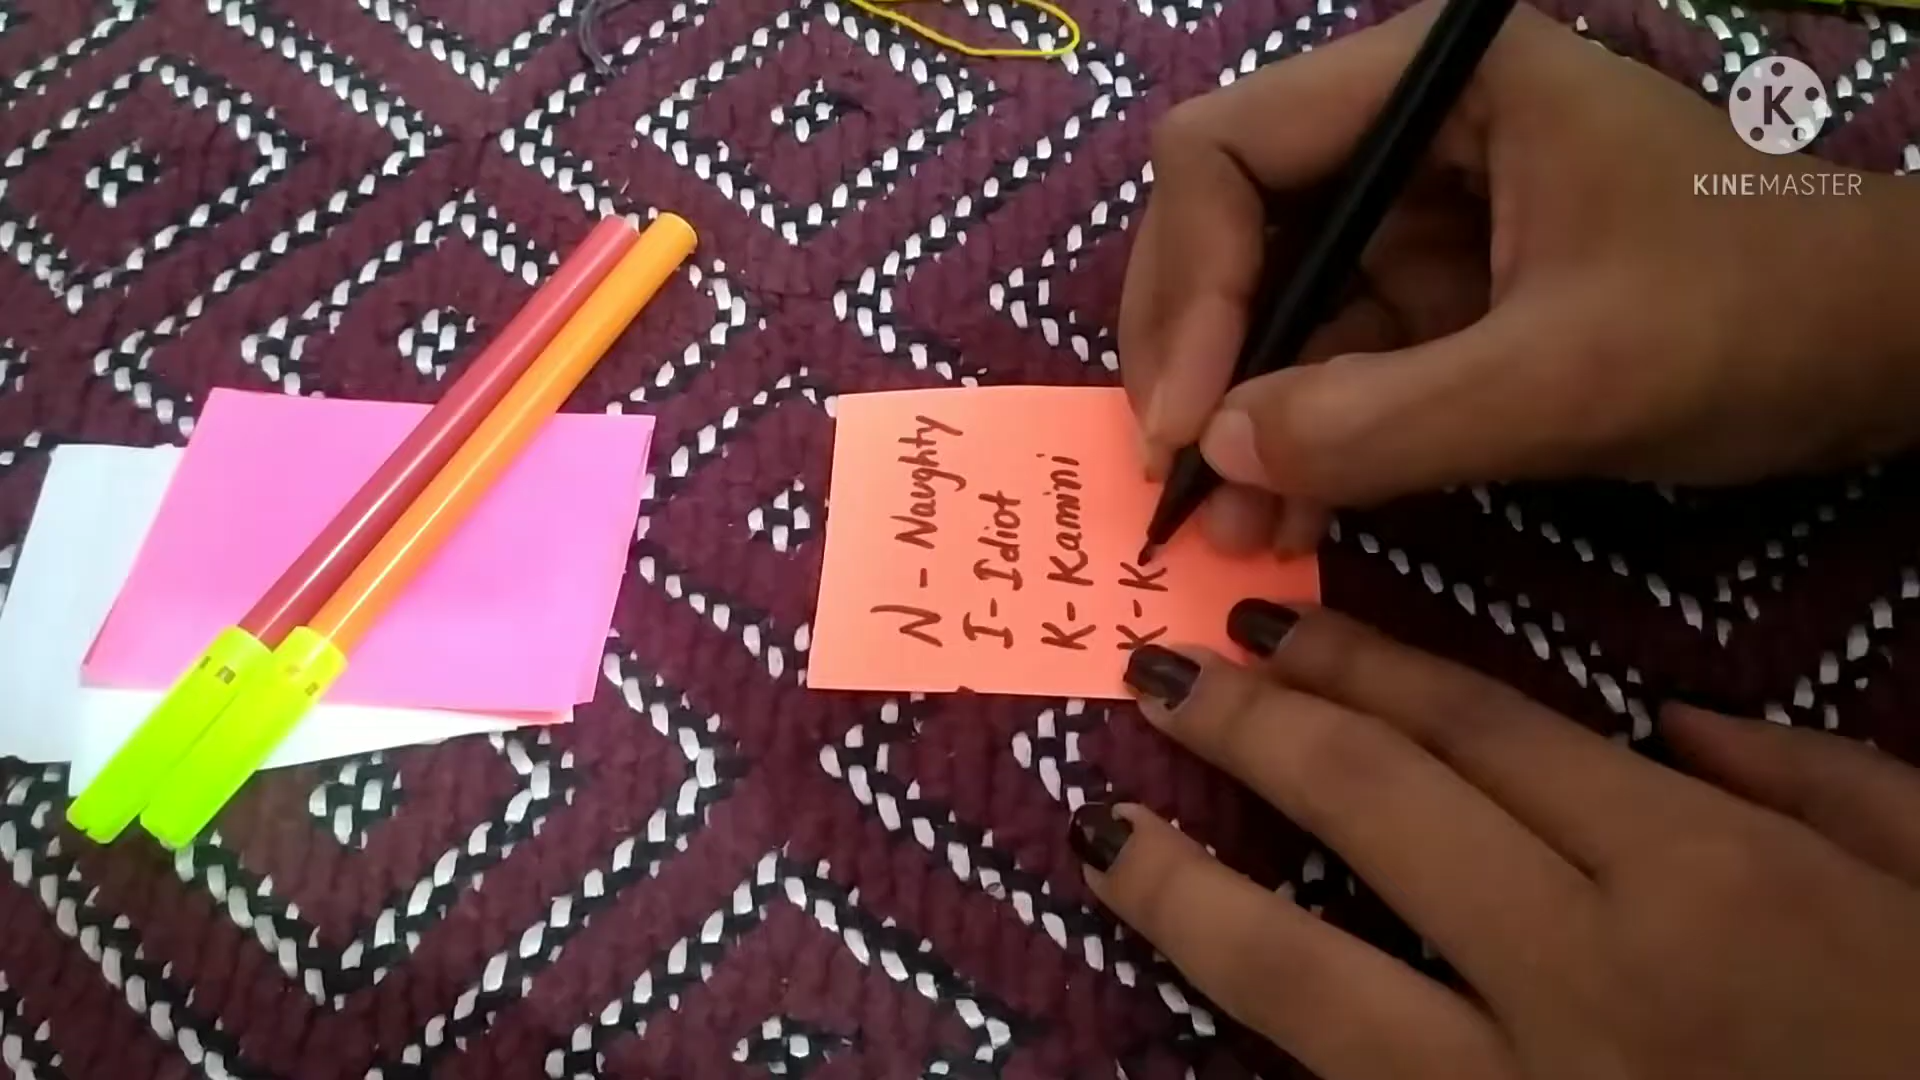 N - Naughty
I - Idiot
K - Kamini
K - K
K
KINEMASTER